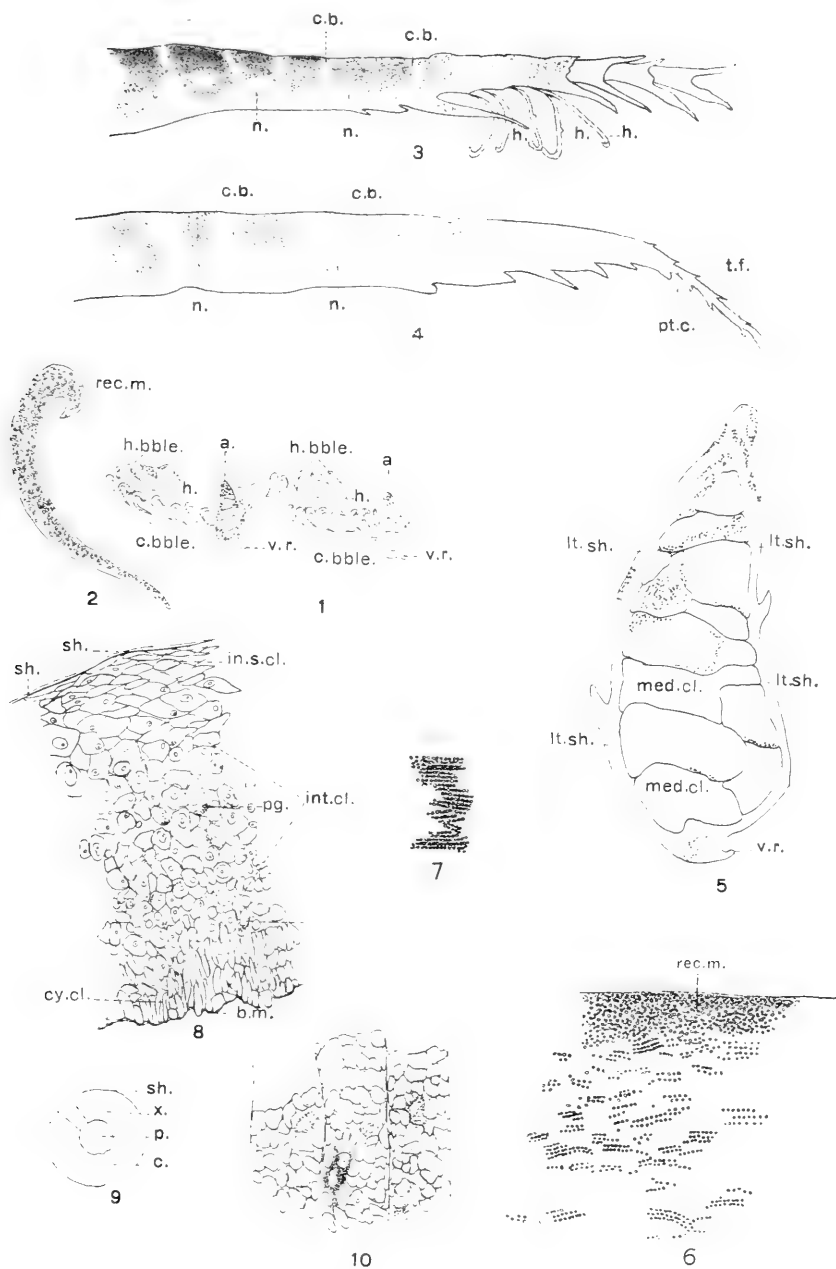 c.b.
c.b.
n.
n.
h.
h.
h.
3
c.b.
c.b.
n.
n.
t.f.
pt.c.
4
rec.m.
2
h.bble.
a.
h.bble.
a
h.
h.
c.bble.
v.r.
c.bble.
v.r.
1
lt.sh.
lt.sh.
med.cl.
lt.sh.
lt.sh.
med.cl.
v.r.
5
sh.
sh.
in.s.cl.
pg.
int.cl.
cy.cl.
b.m.
8
7
rec.m.
6
sh.
x.
p.
c.
9
10